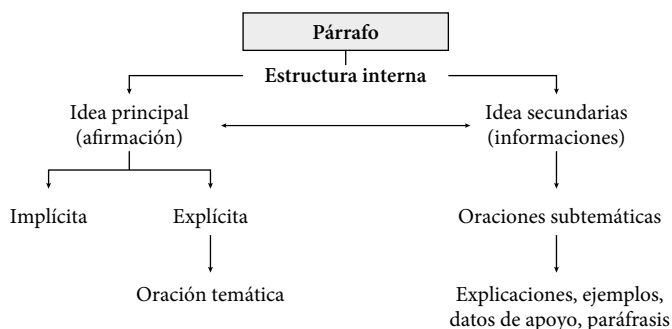 Párrafo
Estructura interna
Idea principal
(afirmación)
Idea secundarias
(informaciones)
Implícita
Explícita
Oraciones subtemáticas
Oración temática
Explicaciones, ejemplos,
datos de apoyo, paráfrasis